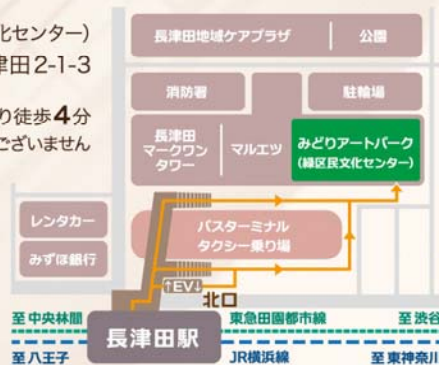 化センター)
津田2-1-3
り徒歩4分
ございません
長津田地域ケアプラザ
公園
消防署
駐輪場
長津田
マークワン
タワー
マルエツ
みどりアートパーク
(緑区民文化センター)
レンタカー
みずほ銀行
バスターミナル
タクシー乗り場
↑EV↓
北口
至中央林間
東急田園都市線
至渋谷
長津田駅
至八王子
JR横浜線
至東神奈川